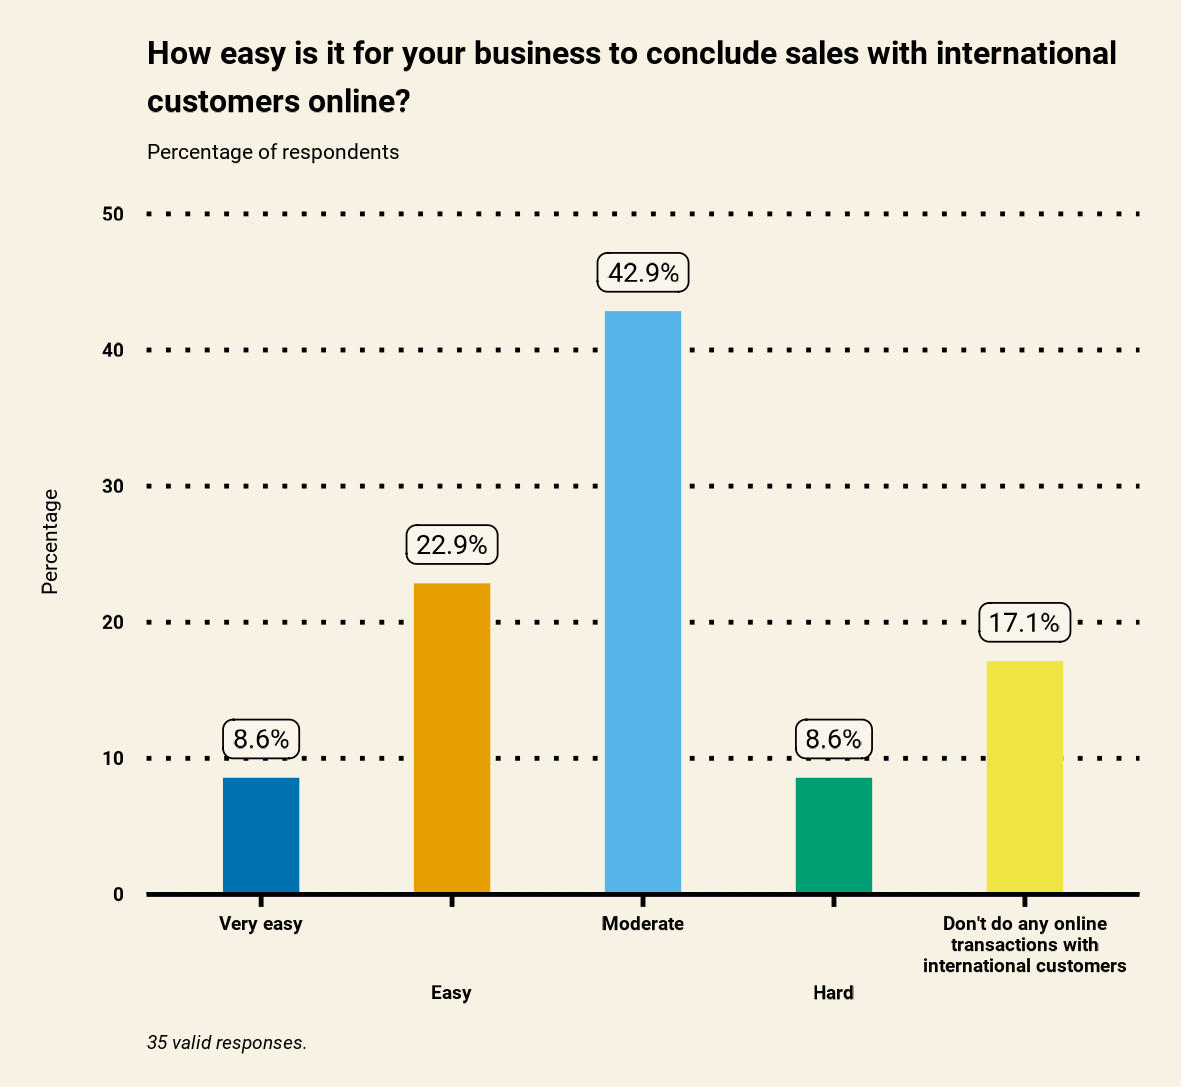 How easy is it for your business to conclude sales with international
customers online?
Percentage of respondents
50
40
30
20
10
0
Percentage
8.6%
22.9%
42.9%
8.6%
17.1%
Very easy
Easy
Moderate
Hard
Don't do any online
transactions with
international customers
35 valid responses.